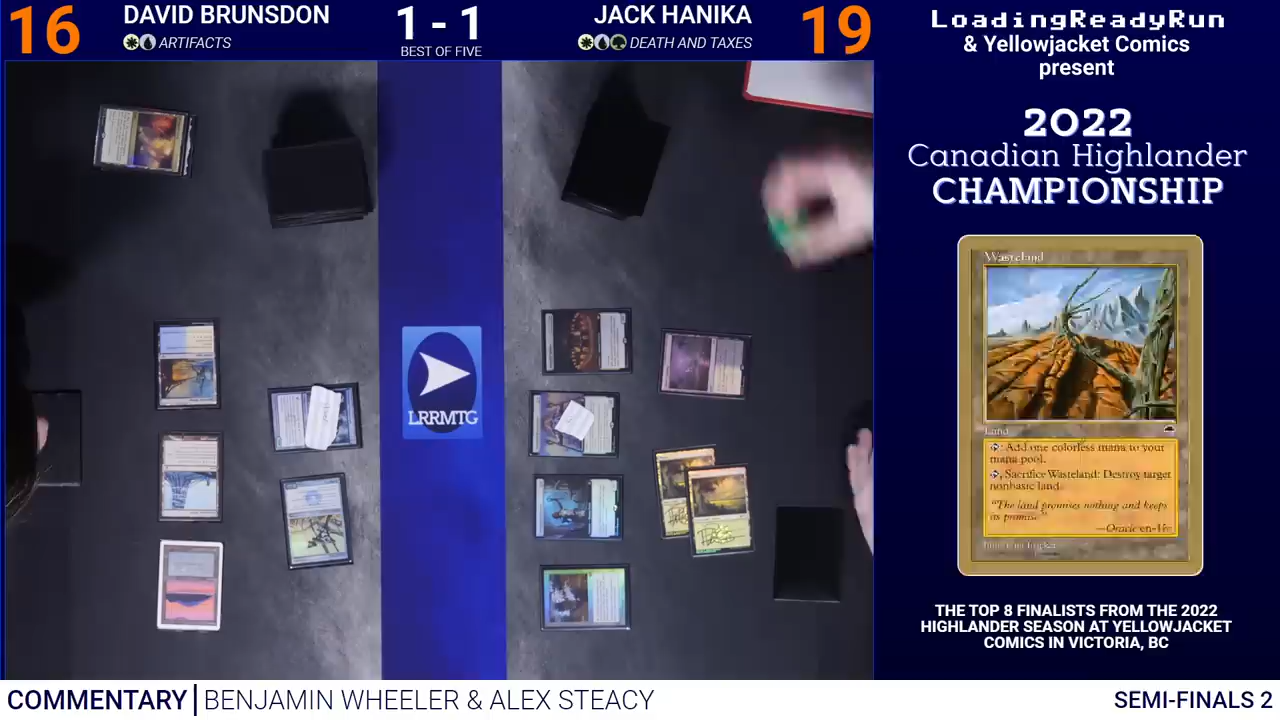 16
DAVID BRUNSDON
ARTIFACTS
1 - 1
BEST OF FIVE
JACK HANIKA
DEATH AND TAXES
19
LoadingReadyRun
& Yellowjacket Comics
present
2022
Canadian Highlander
CHAMPIONSHIP
Wasteland
Land
: Add one colorless mana to your
mana pool.
, Sacrifice Wasteland: Destroy target
nonbasic land.
"The land promises nothing and keeps
its promise."
—Oracle en-Vec
LRRMTG
THE TOP 8 FINALISTS FROM THE 2022
HIGHLANDER SEASON AT YELLOWJACKET
COMICS IN VICTORIA, BC
COMMENTARY
BENJAMIN WHEELER & ALEX STEACY
SEMI-FINALS 2